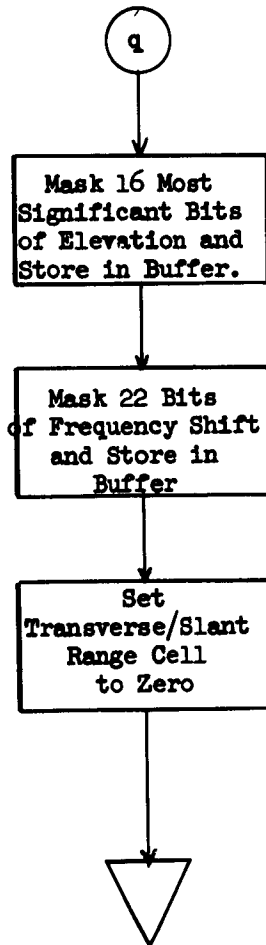 q
Mask 16 Most
Significant Bits
of Elevation and
Store in Buffer.
Mask 22 Bits
of Frequency Shift
and Store in
Buffer
Set
Transverse/Slant
Range Cell
to Zero